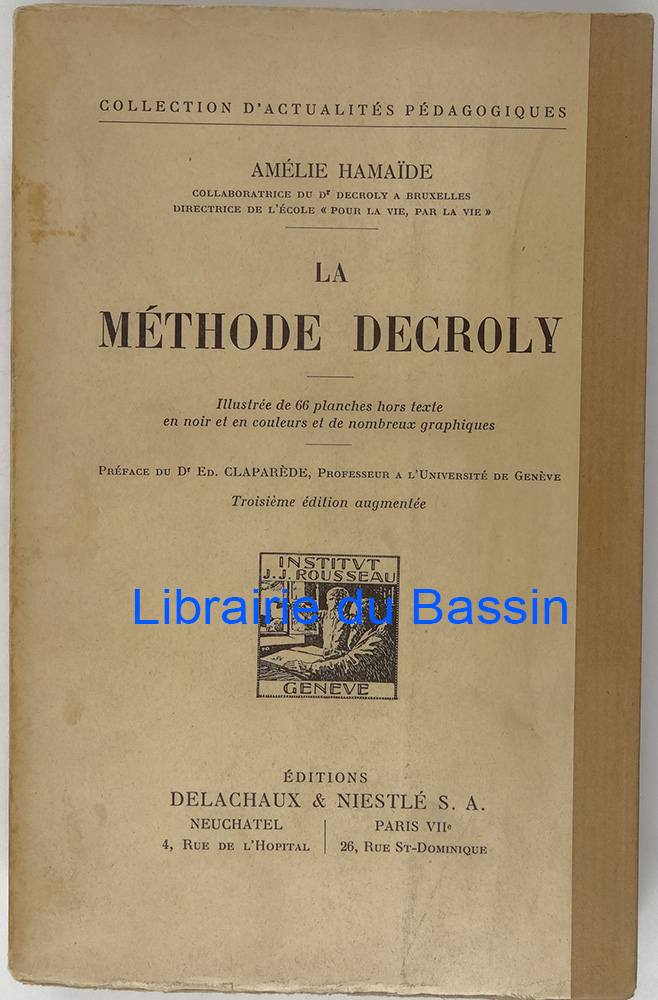 COLLECTION D'ACTUALITÉS PÉDAGOGIQUES
AMÉLIE HAMAÏDE
COLLABORATRICE DU Dr DECROLY A BRUXELLES
DIRECTRICE DE L'ÉCOLE « POUR LA VIE, PAR LA VIE »
LA
MÉTHODE DECROLY
Illustrée de 66 planches hors texte
en noir et en couleurs et de nombreux graphiques
PRÉFACE DU Dr ED. CLAPARÈDE, PROFESSEUR A L'UNIVERSITÉ DE GENÈVE
Troisième édition augmentée
INSTITVT
J.J. ROUSSEAU
Librairie du Bassin
GENEVE
ÉDITIONS
DELACHAUX & NIESTLÉ S. A.
NEUCHATEL
4, RUE DE L'HOPITAL
PARIS VIIe
26, RUE ST-DOMINIQUE